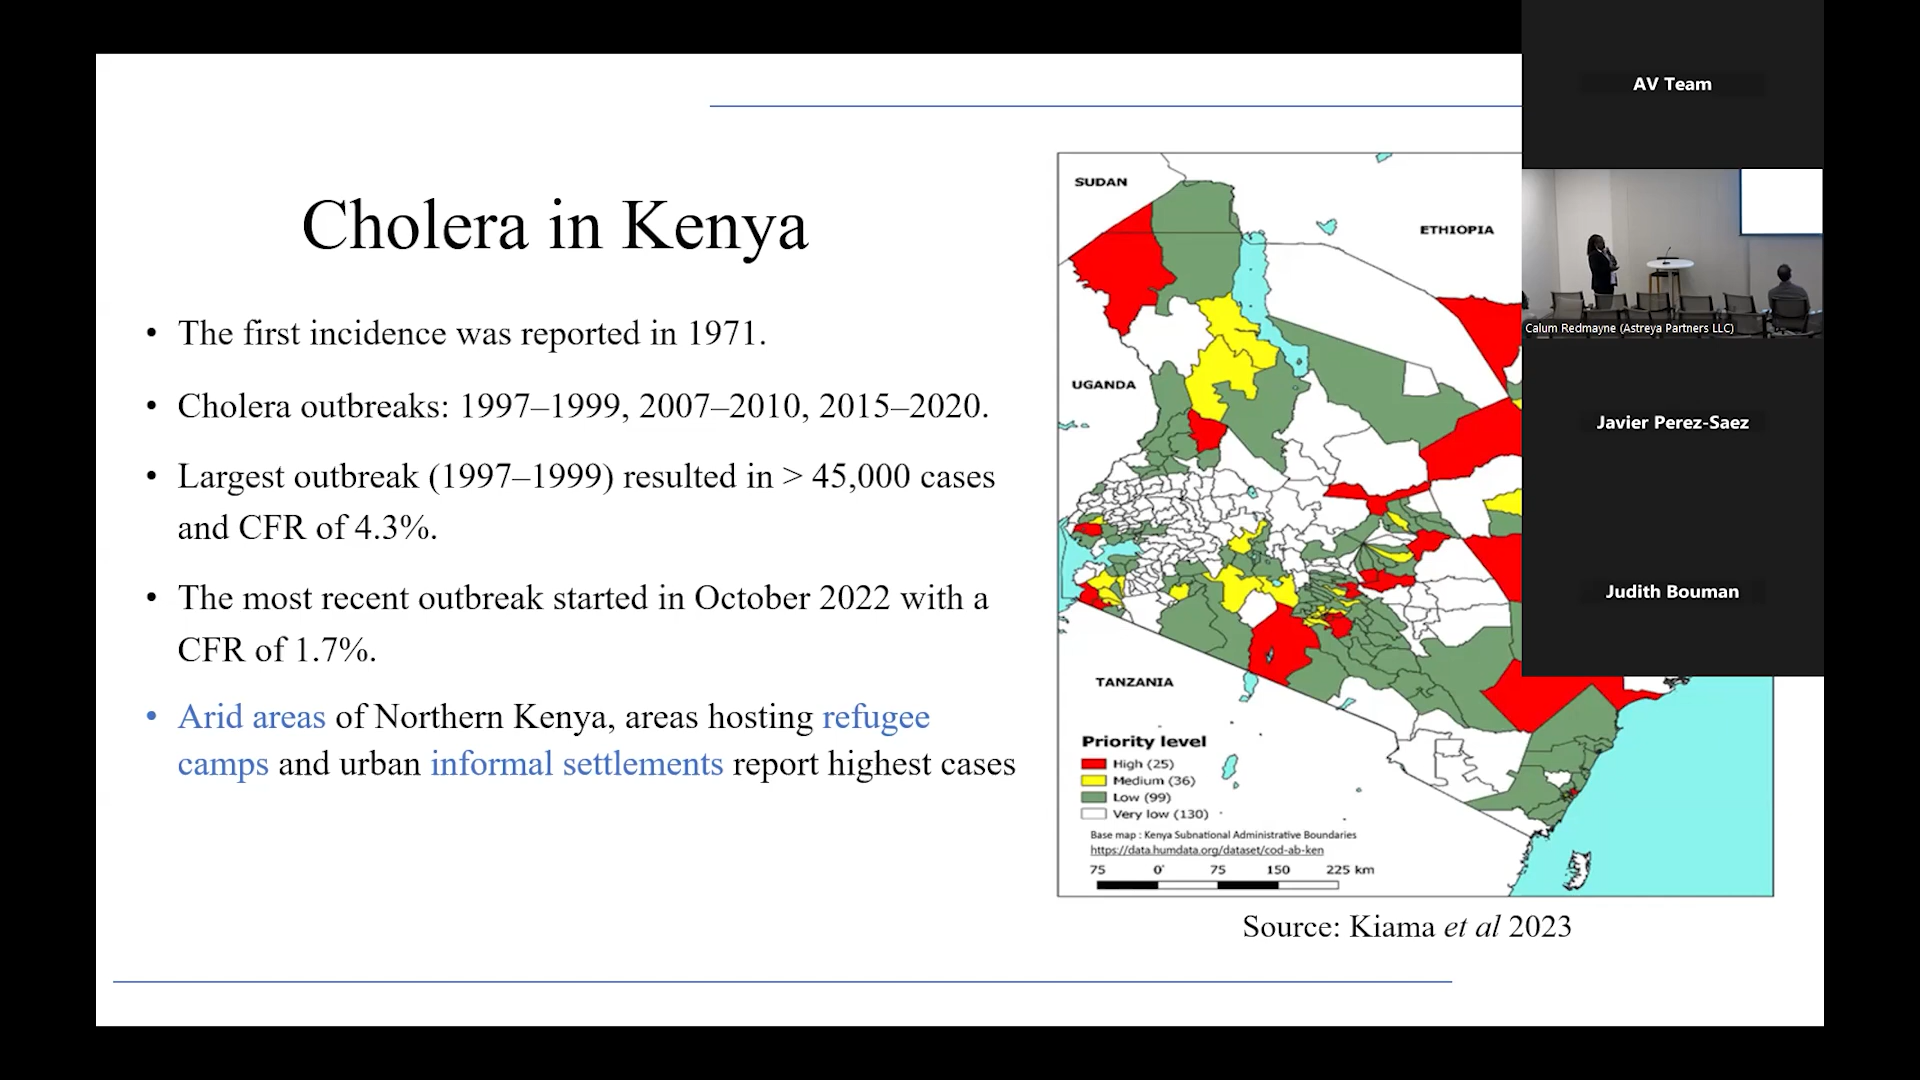 Cholera in Kenya
• The first incidence was reported in 1971.
• Cholera outbreaks: 1997–1999, 2007–2010, 2015–2020.
• Largest outbreak (1997–1999) resulted in > 45,000 cases
and CFR of 4.3%.
• The most recent outbreak started in October 2022 with a
CFR of 1.7%.
• Arid areas of Northern Kenya, areas hosting refugee
camps and urban informal settlements report highest cases
SUDAN
ETHIOPIA
UGANDA
TANZANIA
Priority level
High (25)
Medium (36)
Low (99)
Very low (130)
Base map : Kenya Subnational Administrative Boundaries
https://data.humdata.org/dataset/cod-ab-ken
75 0 75 150 225 km
Source: Kiama et al 2023
AV Team
Calum Redmayne (Astreya Partners LLC)
Javier Perez-Saez
Judith Bouman